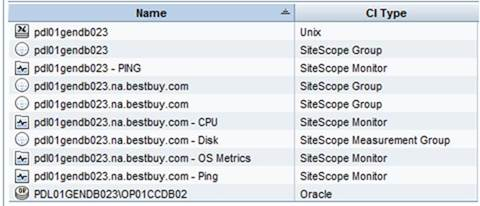 Name CI Type
pdl01gendb023 Unix
pdl01gendb023 SiteScope Group
pdl01gendb023 - PING SiteScope Monitor
pdl01gendb023.na.bestbuy.com SiteScope Group
pdl01gendb023.na.bestbuy.com SiteScope Group
pdl01gendb023.na.bestbuy.com - CPU SiteScope Monitor
pdl01gendb023.na.bestbuy.com - Disk SiteScope Measurement Group
pdl01gendb023.na.bestbuy.com - OS Metrics SiteScope Monitor
pdl01gendb023.na.bestbuy.com - Ping SiteScope Monitor
PDL01GENDB023\OP01CCDB02 Oracle